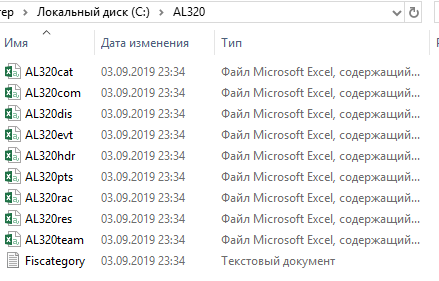 тер > Локальный диск (C:) > AL320
Имя Дата изменения Тип Р
AL320cat 03.09.2019 23:34 Файл Microsoft Excel, содержащий...
AL320com 03.09.2019 23:34 Файл Microsoft Excel, содержащий...
AL320dis 03.09.2019 23:34 Файл Microsoft Excel, содержащий...
AL320evt 03.09.2019 23:34 Файл Microsoft Excel, содержащий...
AL320hdr 03.09.2019 23:34 Файл Microsoft Excel, содержащий...
AL320pts 03.09.2019 23:34 Файл Microsoft Excel, содержащий...
AL320rac 03.09.2019 23:34 Файл Microsoft Excel, содержащий...
AL320res 03.09.2019 23:34 Файл Microsoft Excel, содержащий...
AL320team 03.09.2019 23:34 Файл Microsoft Excel, содержащий...
Fiscategory 03.09.2019 23:34 Текстовый документ